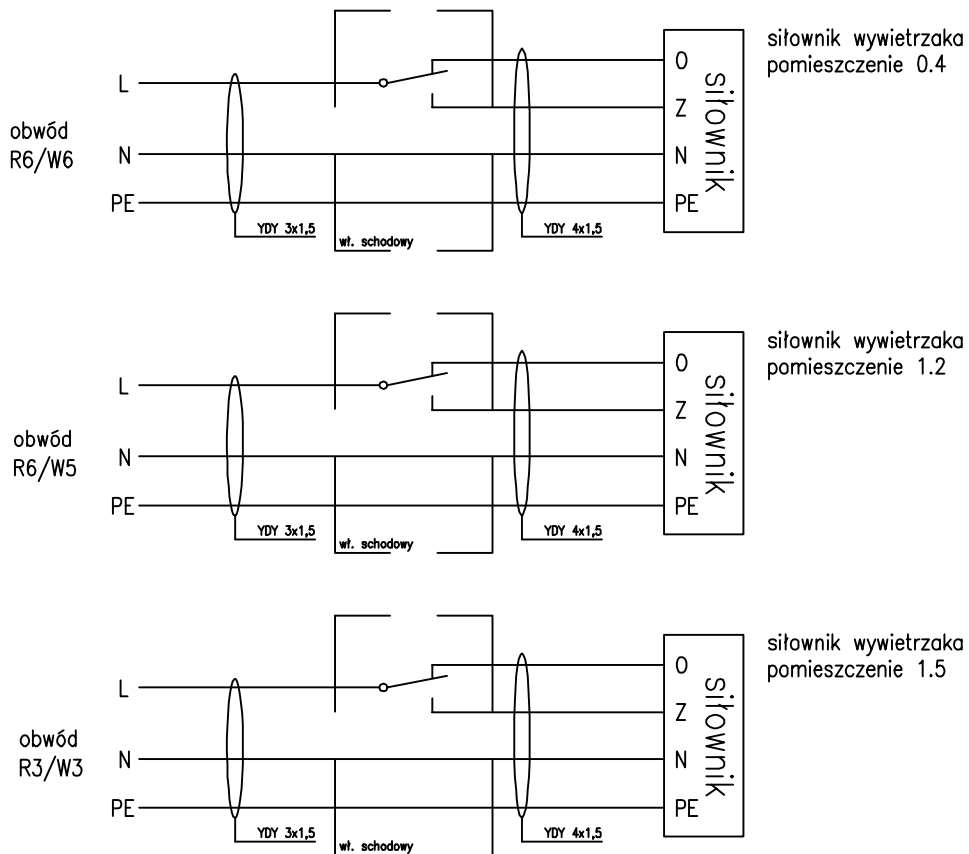 siłownik wywietrzaka
pomieszczenie 0.4
obwód
R6/W6
L
N
PE
YDY 3x1,5
wł. schodowy
YDY 4x1,5
O
Z
N
PE
siłownik
siłownik wywietrzaka
pomieszczenie 1.2
obwód
R6/W5
L
N
PE
YDY 3x1,5
wł. schodowy
YDY 4x1,5
O
Z
N
PE
siłownik
siłownik wywietrzaka
pomieszczenie 1.5
obwód
R3/W3
L
N
PE
YDY 3x1,5
wł. schodowy
YDY 4x1,5
O
Z
N
PE
siłownik